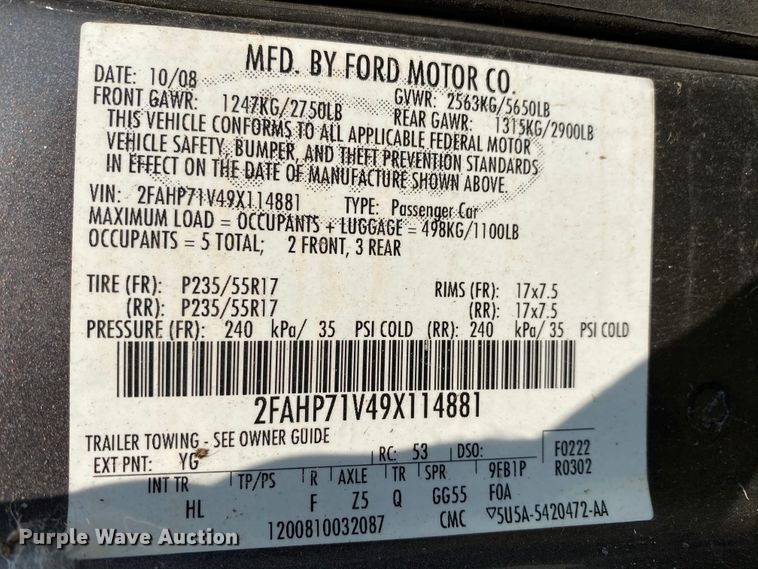 MFD. BY FORD MOTOR CO.
DATE: 10/08 GVWR: 2563KG/5650LB
FRONT GAWR: 1247KG/2750LB REAR GAWR: 1315KG/2900LB
THIS VEHICLE CONFORMS TO ALL APPLICABLE FEDERAL MOTOR
VEHICLE SAFETY, BUMPER, AND THEFT PREVENTION STANDARDS
IN EFFECT ON THE DATE OF MANUFACTURE SHOWN ABOVE.
VIN: 2FAHP71V49X114881 TYPE: Passenger Car
MAXIMUM LOAD = OCCUPANTS + LUGGAGE = 498KG/1100LB
OCCUPANTS = 5 TOTAL; 2 FRONT, 3 REAR
TIRE (FR): P235/55R17 RIMS (FR): 17x7.5
(RR): P235/55R17 (RR): 17x7.5
PRESSURE (FR): 240 kPa/ 35 PSI COLD (RR): 240 kPa/ 35 PSI COLD
2FAHP71V49X114881
TRAILER TOWING - SEE OWNER GUIDE
EXT PNT: YG RC: 53 DSO: F0222
INT TR TP/PS R AXLE TR SPR 9FB1P R0302
HL F Z5 Q GG55 F0A
1200810032087 CMC ▽5U5A-5420472-AA
Purple Wave Auction